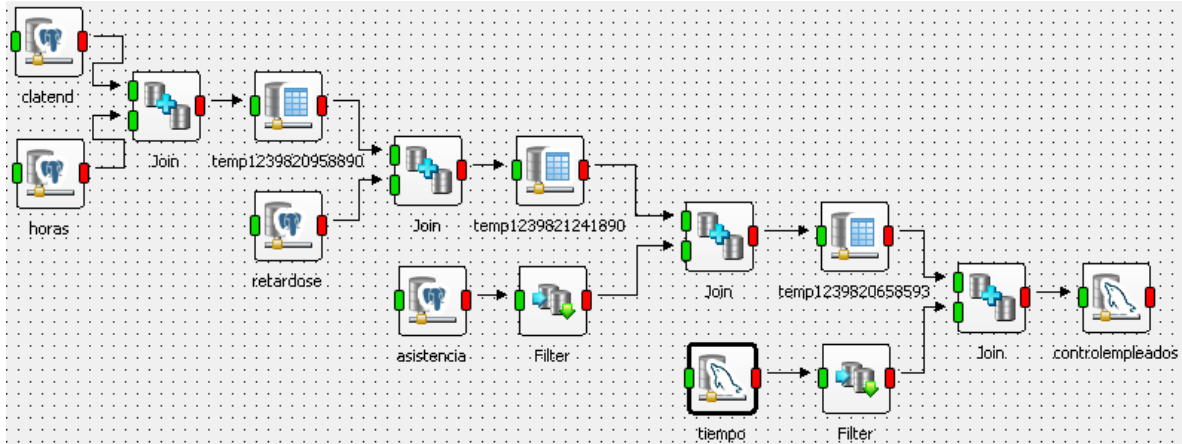 clatend
Join
temp1239820958890
horas
Join
temp1239821241890
retardose
Join
temp1239820658593
asistencia
Filter
Join
controlempleados
tiempo
Filter